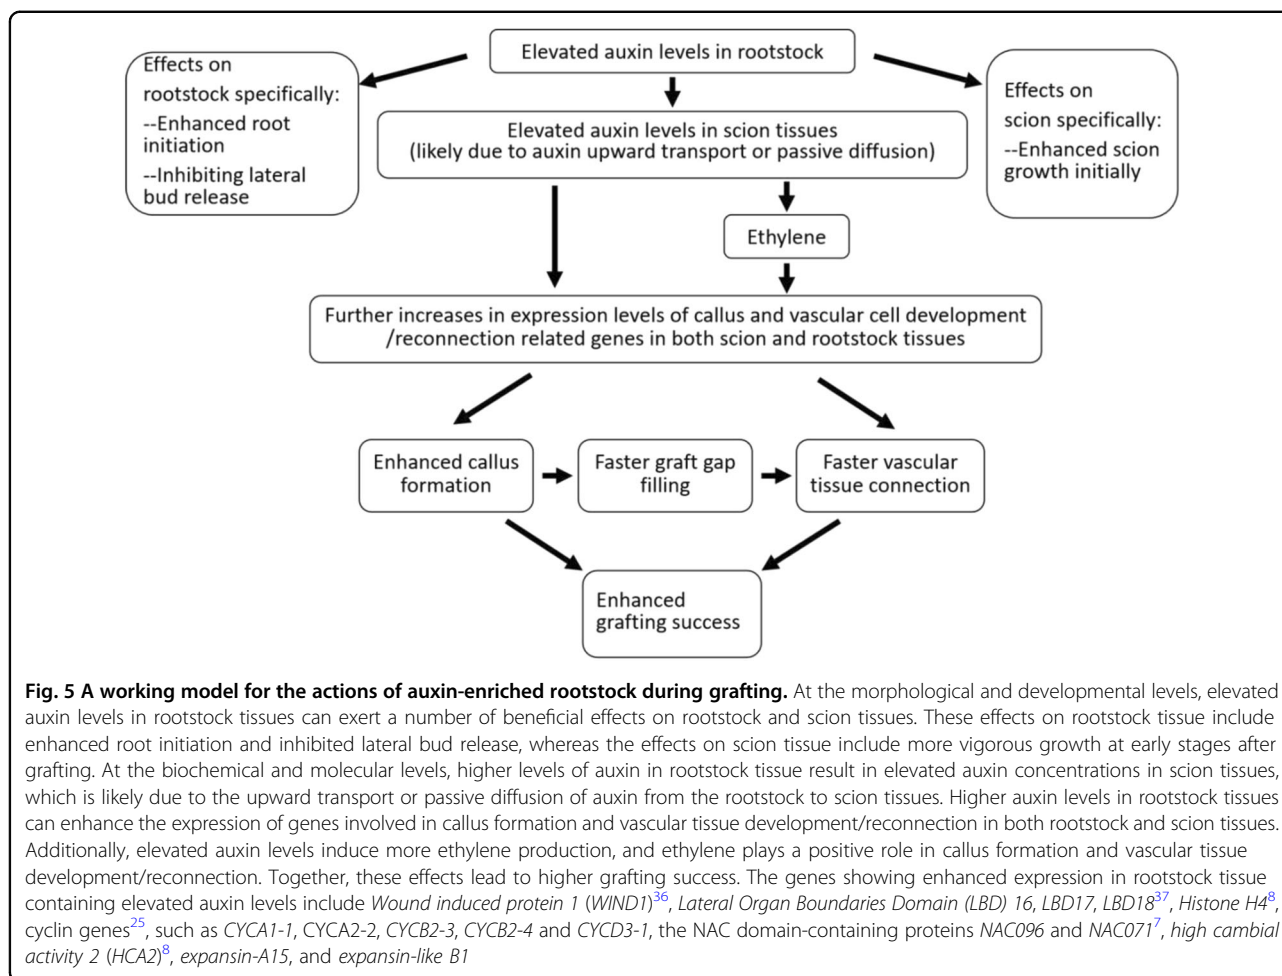 Elevated auxin levels in rootstock
Effects on
rootstock specifically:
--Enhanced root
initiation
--Inhibiting lateral
bud release
Elevated auxin levels in scion tissues
(likely due to auxin upward transport or passive diffusion)
Effects on
scion specifically:
--Enhanced scion
growth initially
Ethylene
Further increases in expression levels of callus and vascular cell development
/reconnection related genes in both scion and rootstock tissues
Enhanced callus
formation
Faster graft gap
filling
Faster vascular
tissue connection
Enhanced
grafting success
Fig. 5 A working model for the actions of auxin-enriched rootstock during grafting. At the morphological and developmental levels, elevated
auxin levels in rootstock tissues can exert a number of beneficial effects on rootstock and scion tissues. These effects on rootstock tissue include
enhanced root initiation and inhibited lateral bud release, whereas the effects on scion tissue include more vigorous growth at early stages after
grafting. At the biochemical and molecular levels, higher levels of auxin in rootstock tissue result in elevated auxin concentrations in scion tissues,
which is likely due to the upward transport or passive diffusion of auxin from the rootstock to scion tissues. Higher auxin levels in rootstock tissues
can enhance the expression of genes involved in callus formation and vascular tissue development/reconnection in both rootstock and scion tissues.
Additionally, elevated auxin levels induce more ethylene production, and ethylene plays a positive role in callus formation and vascular tissue
development/reconnection. Together, these effects lead to higher grafting success. The genes showing enhanced expression in rootstock tissue
containing elevated auxin levels include Wound induced protein 1 (WIND1)36, Lateral Organ Boundaries Domain (LBD) 16, LBD17, LBD1837, Histone H48,
cyclin genes25, such as CYCA1-1, CYCA2-2, CYCB2-3, CYCB2-4 and CYCD3-1, the NAC domain-containing proteins NAC096 and NAC0717, high cambial
activity 2 (HCA2)8, expansin-A15, and expansin-like B1